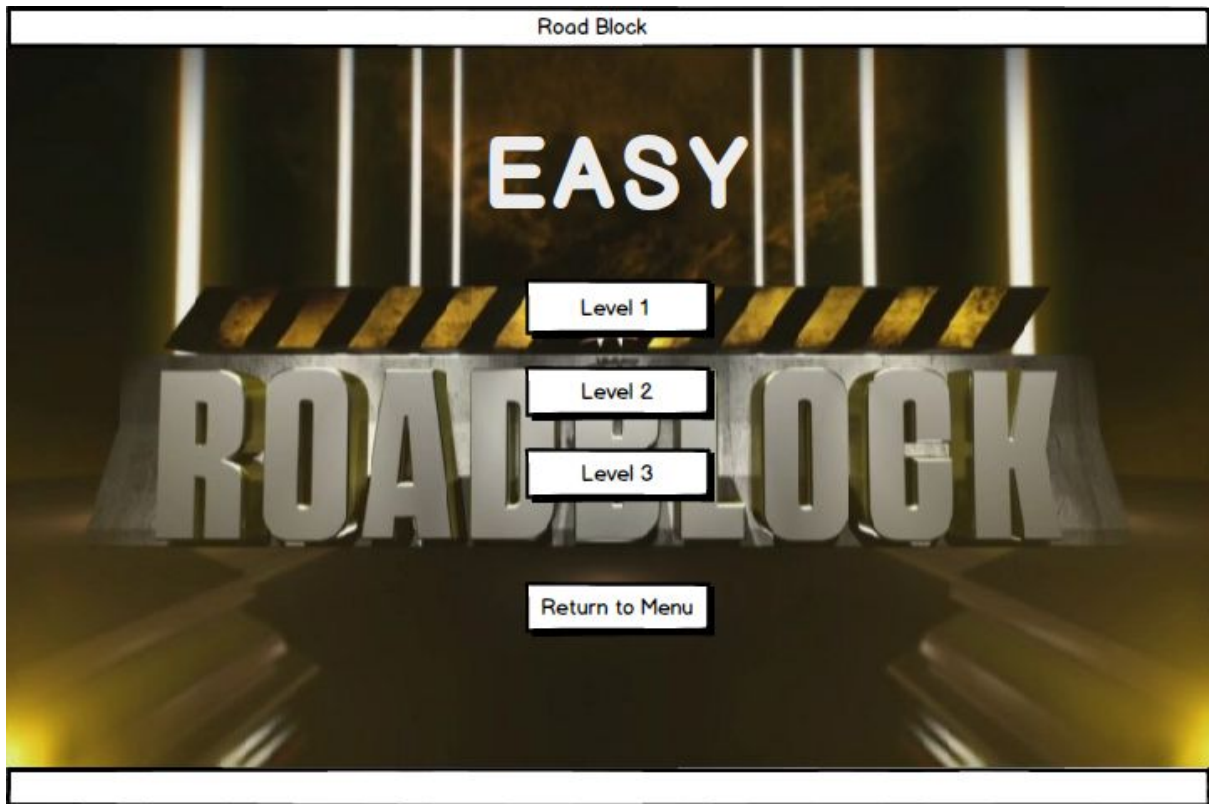 Road Block
EASY
Level 1
ROADBLOCK
Level 2
Level 3
Return to Menu